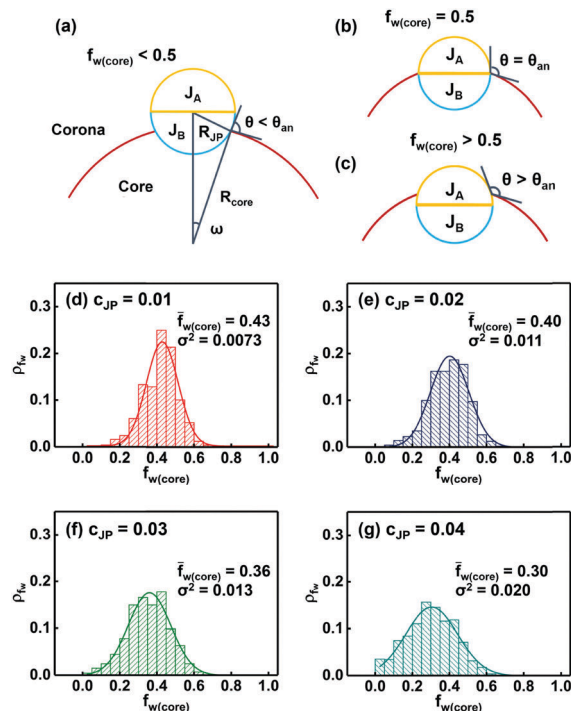 (a)
f_w(core) < 0.5
J_A
J_B
R_JP
θ < θ_an
Corona
Core
R_core
ω
(b)
f_w(core) = 0.5
J_A
J_B
θ = θ_an
(c)
f_w(core) > 0.5
J_A
J_B
θ > θ_an
(d) c_JP = 0.01
f̄_w(core) = 0.43
σ² = 0.0073
0.3
0.2
0.1
0.0
ρ_fw
0.0 0.2 0.4 0.6 0.8 1.0
f_w(core)
(e) c_JP = 0.02
f̄_w(core) = 0.40
σ² = 0.011
0.3
0.2
0.1
0.0
ρ_fw
0.0 0.2 0.4 0.6 0.8 1.0
f_w(core)
(f) c_JP = 0.03
f̄_w(core) = 0.36
σ² = 0.013
0.3
0.2
0.1
0.0
ρ_fw
0.0 0.2 0.4 0.6 0.8 1.0
f_w(core)
(g) c_JP = 0.04
f̄_w(core) = 0.30
σ² = 0.020
0.3
0.2
0.1
0.0
ρ_fw
0.0 0.2 0.4 0.6 0.8 1.0
f_w(core)